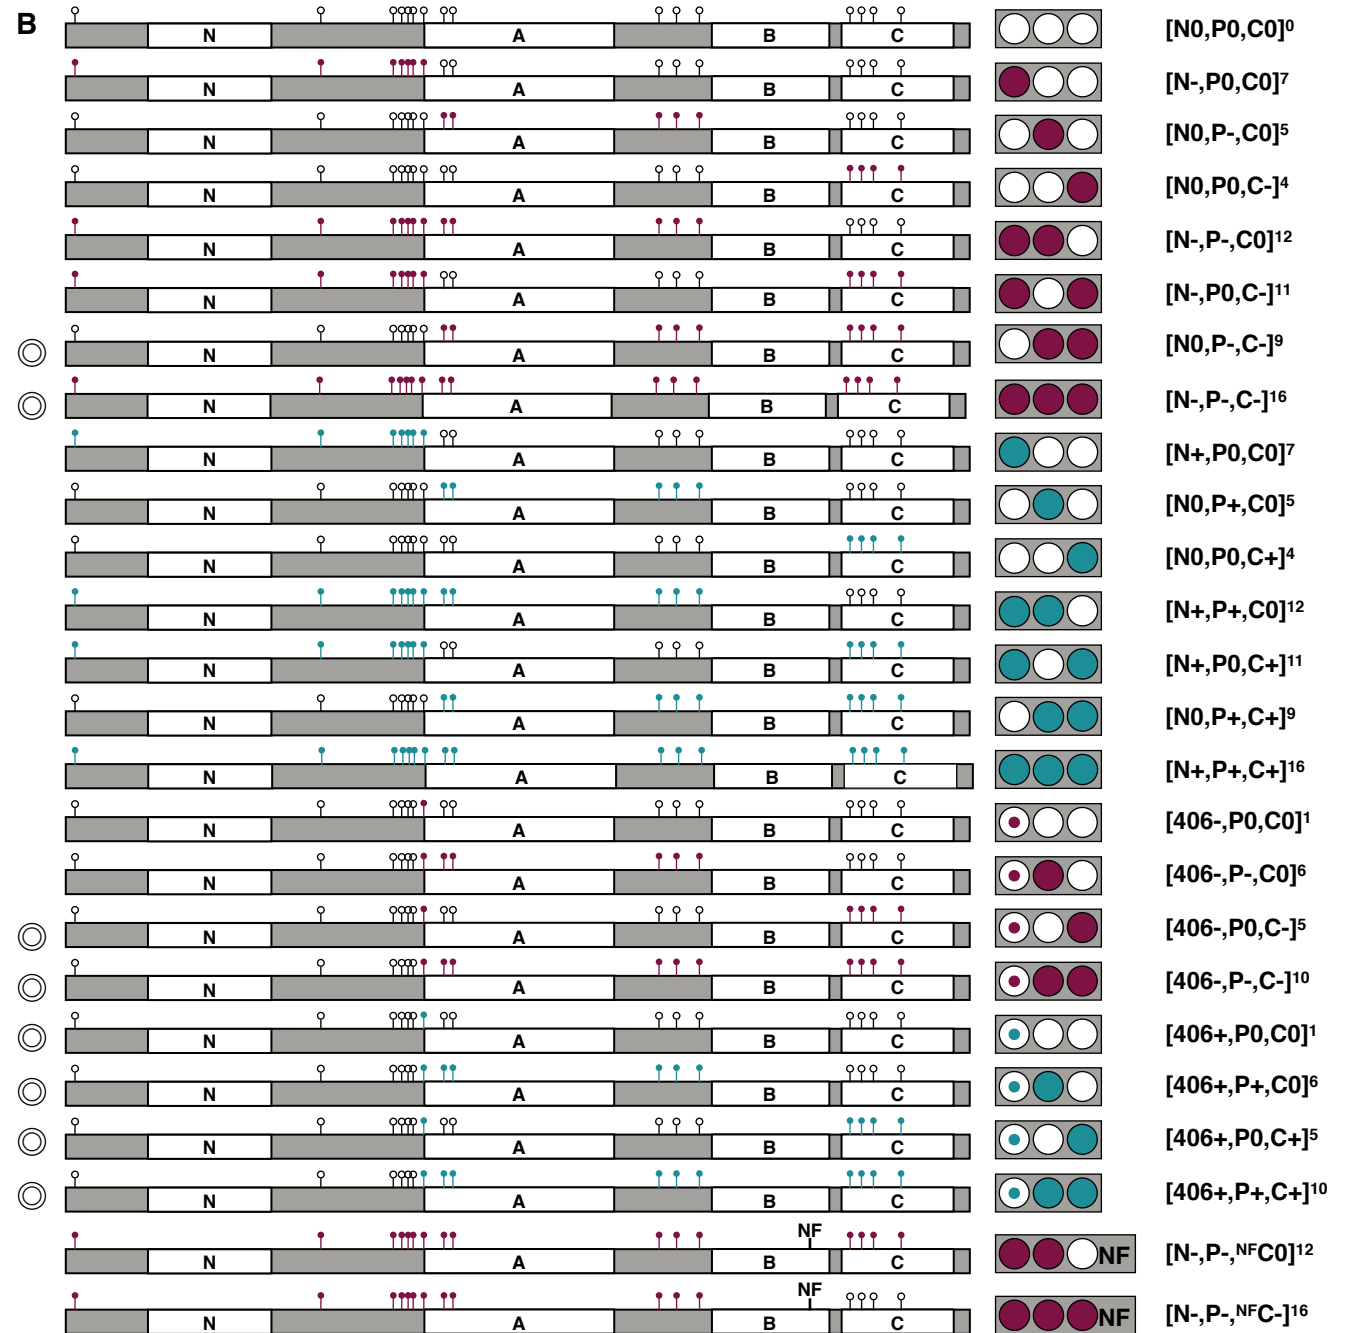 B
N A B C [N0,P0,C0]⁰
N A B C [N-,P0,C0]⁷
N A B C [N0,P-,C0]⁵
N A B C [N0,P0,C-]⁴
N A B C [N-,P-,C0]¹²
N A B C [N-,P0,C-]¹¹
N A B C [N0,P-,C-]⁹
N A B C [N-,P-,C-]¹⁶
N A B C [N+,P0,C0]⁷
N A B C [N0,P+,C0]⁵
N A B C [N0,P0,C+]⁴
N A B C [N+,P+,C0]¹²
N A B C [N+,P0,C+]¹¹
N A B C [N0,P+,C+]⁹
N A B C [N+,P+,C+]¹⁶
N A B C [406-,P0,C0]¹
N A B C [406-,P-,C0]⁶
N A B C [406-,P0,C-]⁵
N A B C [406-,P-,C-]¹⁰
N A B C [406+,P0,C0]¹
N A B C [406+,P+,C0]⁶
N A B C [406+,P0,C+]⁵
N A B C [406+,P+,C+]¹⁰
NF
N A B C NF [N-,P-,ᴺᶠC0]¹²
NF
N A B C NF [N-,P-,ᴺᶠC-]¹⁶